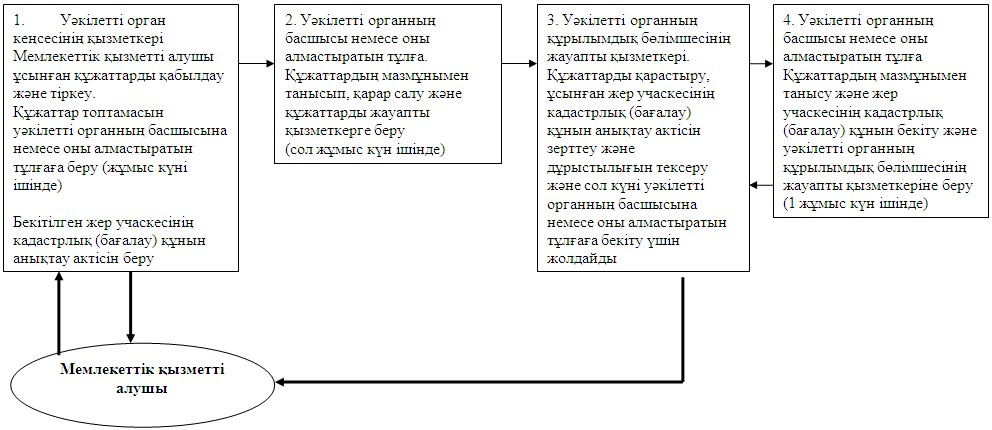 1. Уәкілетті орган
кеңсесінің қызметкері
Мемлекеттік қызметті алушы
ұсынған құжаттарды қабылдау
және тіркеу.
Құжаттар топтамасын
уәкілетті органның басшысына
немесе оны алмастыратын
тұлғаға беру (жұмыс күні
ішінде)
Бекітілген жер учаскесінің
кадастрлық (бағалау) құнын
анықтау актісін беру
2. Уәкілетті органның
басшысы немесе оны
алмастыратын тұлға.
Құжаттардың мазмұнымен
танысып, қарар салу және
құжаттарды жауапты
қызметкерге беру
(сол жұмыс күн ішінде)
3. Уәкілетті органның
құрылымдық бөлімшесінің
жауапты қызметкері.
Құжаттарды қарастыру,
ұсынған жер учаскесінің
кадастрлық (бағалау)
құнын анықтау актісін
зерттеу және
дұрыстылығын тексеру
және сол күні уәкілетті
органның басшысына
немесе оны алмастыратын
тұлғаға бекіту үшін
жолдайды
4. Уәкілетті органның
басшысы немесе оны
алмастыратын тұлға
Құжаттардың мазмұнымен
танысу және жер
учаскесінің кадастрлық
(бағалау) құнын бекіту және
уәкілетті органның
құрылымдық бөлімшесінің
жауапты қызметкеріне беру
(1 жұмыс күн ішінде)
Мемлекеттік қызметті
алушы